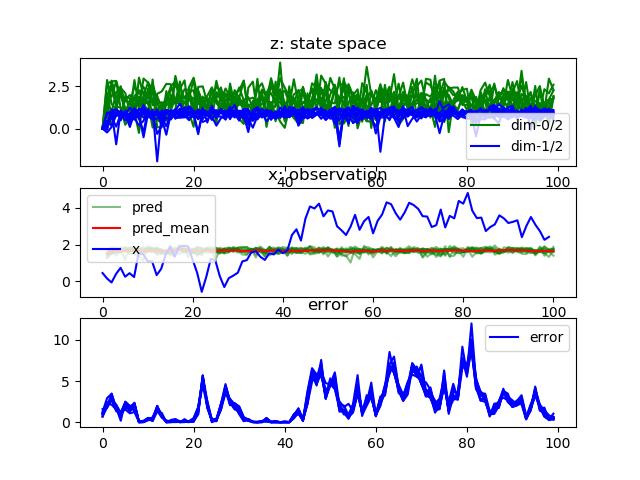 z: state space
2.5
0.0
dim-0/2
dim-1/2
0 20 40 60 80 100
x: observation
4
2
0
pred
pred_mean
x
0 20 40 60 80 100
error
10
5
0
error
0 20 40 60 80 100